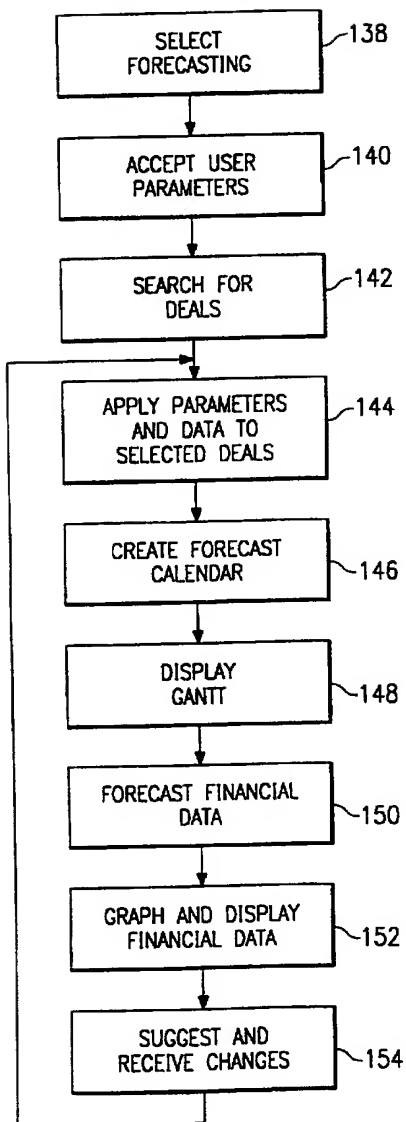 SELECT
FORECASTING
138
ACCEPT USER
PARAMETERS
140
SEARCH FOR
DEALS
142
APPLY PARAMETERS
AND DATA TO
SELECTED DEALS
144
CREATE FORECAST
CALENDAR
146
DISPLAY
GANTT
148
FORECAST FINANCIAL
DATA
150
GRAPH AND DISPLAY
FINANCIAL DATA
152
SUGGEST AND
RECEIVE CHANGES
154